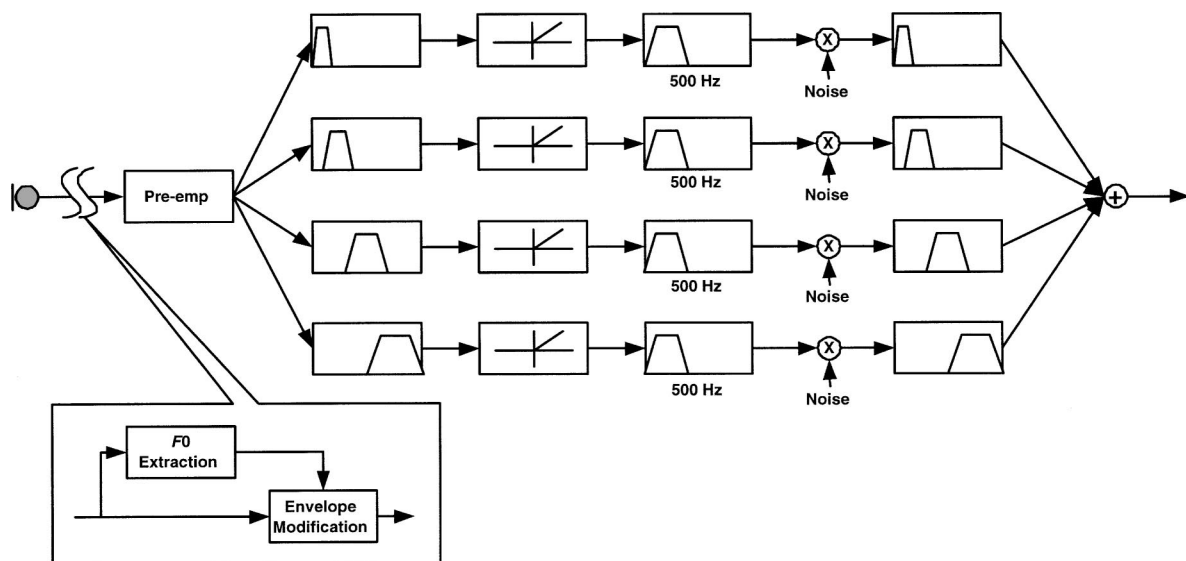 X
500 Hz
Noise
X
500 Hz
Noise
Pre-emp
+
X
500 Hz
Noise
X
500 Hz
Noise
F0
Extraction
Envelope
Modification